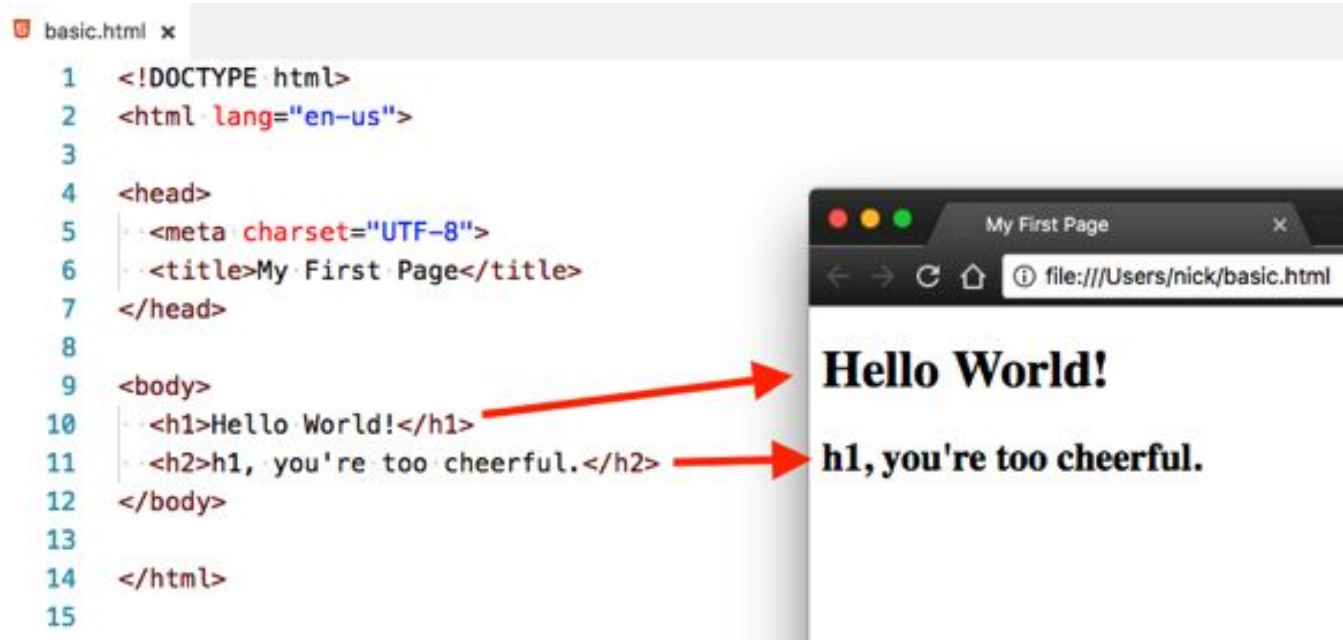 basic.html ×
1 <!DOCTYPE html>
2 <html lang="en-us">
3
4 <head>
5 <meta charset="UTF-8">
6 <title>My First Page</title>
7 </head>
8
9 <body>
10 <h1>Hello World!</h1>
11 <h2>h1, you're too cheerful.</h2>
12 </body>
13
14 </html>
15
My First Page ×
file:///Users/nick/basic.html
Hello World!
h1, you're too cheerful.